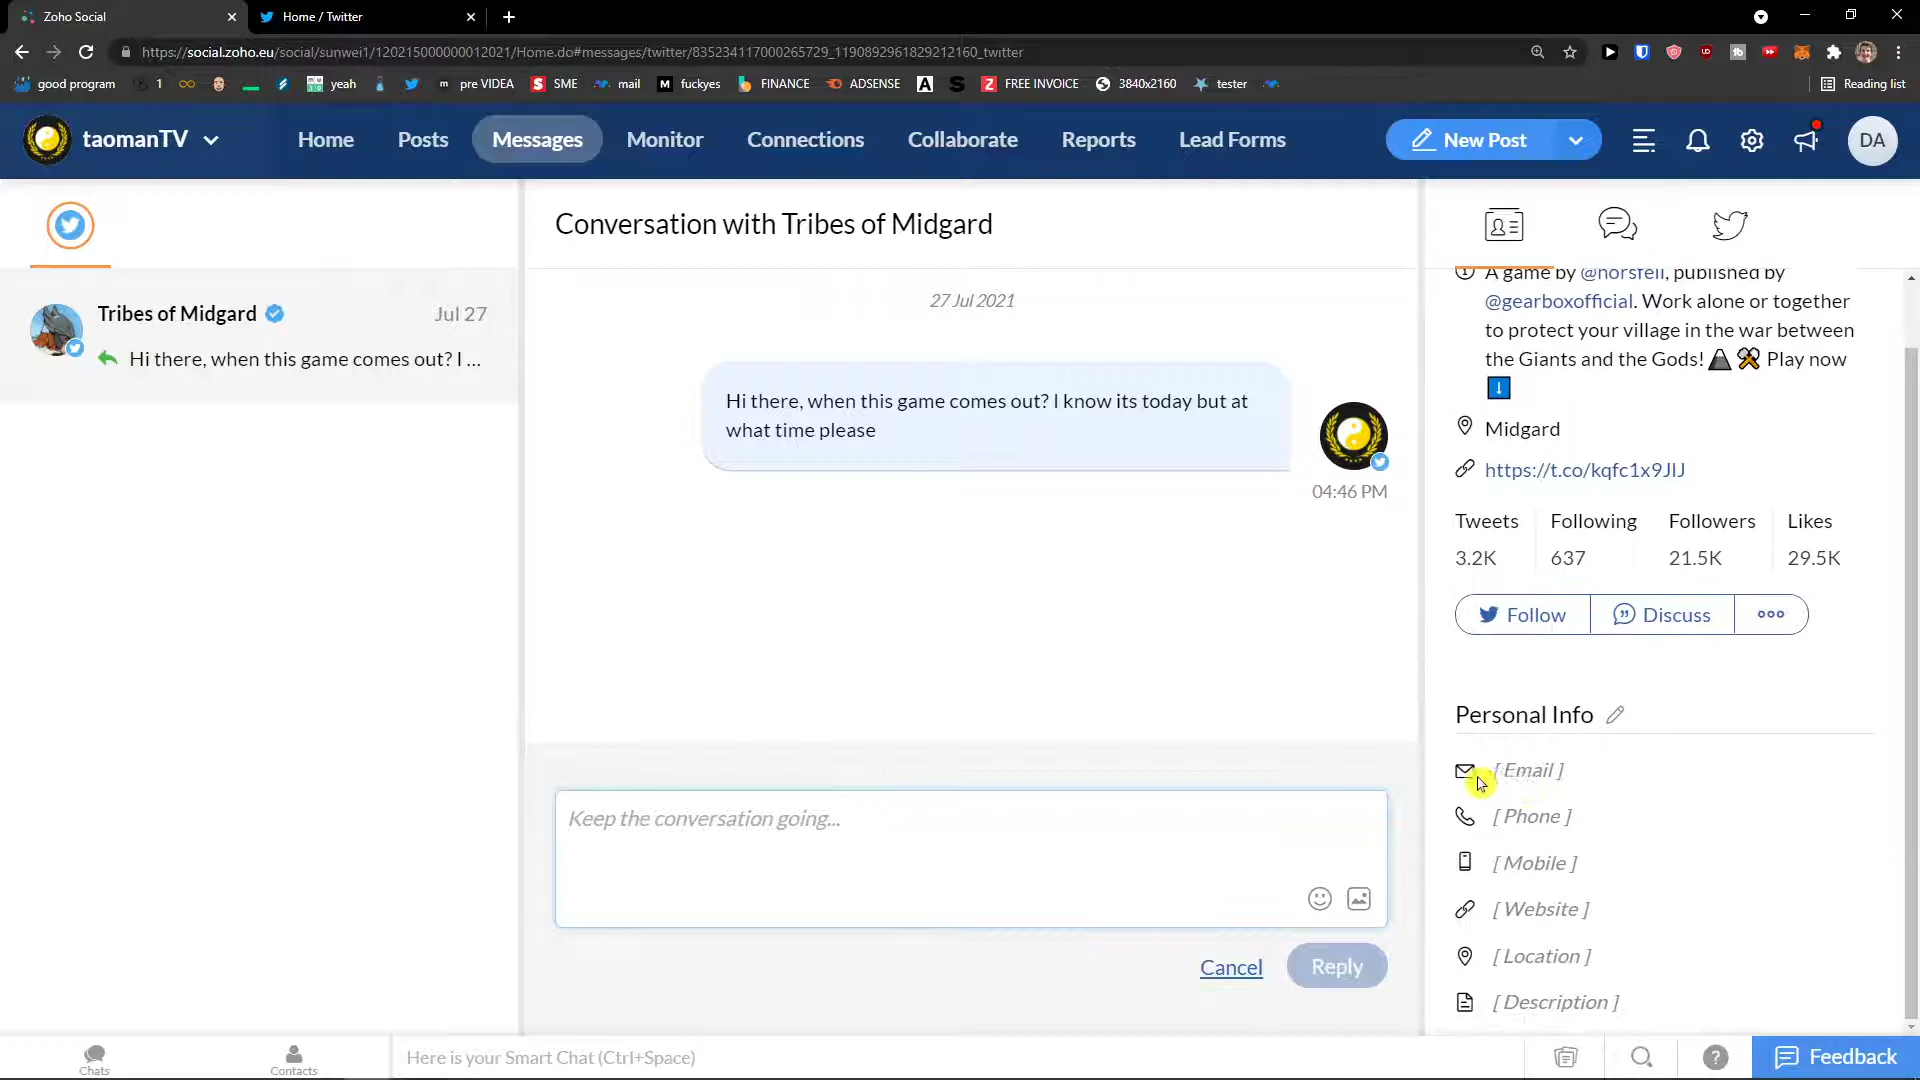 Zoho Social
Home / Twitter
https://social.zoho.eu/social/sunwei1/120215000000012021/Home.do#messages/twitter/835234117000265729_1190892961829212160_twitter
good program
1
yeah
pre VIDEA
SME
mail
fuckyes
FINANCE
ADSENSE
FREE INVOICE
3840x2160
tester
Reading list
taomanTV
Home
Posts
Messages
Monitor
Connections
Collaborate
Reports
Lead Forms
New Post
DA
Tribes of Midgard
Jul 27
Hi there, when this game comes out? I ...
Conversation with Tribes of Midgard
27 Jul 2021
Hi there, when this game comes out? I know its today but at
what time please
04:46 PM
Keep the conversation going...
Cancel
Reply
A game by @norsfell, published by
@gearboxofficial. Work alone or together
to protect your village in the war between
the Giants and the Gods! Play now
Midgard
https://t.co/kqfc1x9JIJ
Tweets Following Followers Likes
3.2K 637 21.5K 29.5K
Follow
Discuss
Personal Info
[ Email ]
[ Phone ]
[ Mobile ]
[ Website ]
[ Location ]
[ Description ]
Chats
Contacts
Here is your Smart Chat (Ctrl+Space)
Feedback